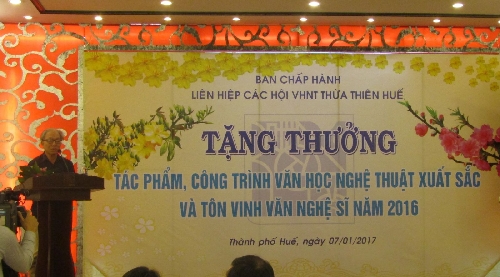 BAN CHẤP HÀNH
LIÊN HIỆP CÁC HỘI VHNT THỪA THIÊN HUẾ
TẶNG THƯỞNG
TÁC PHẨM, CÔNG TRÌNH VĂN HỌC NGHỆ THUẬT XUẤT SẮC
VÀ TÔN VINH VĂN NGHỆ SĨ NĂM 2016
Thành phố Huế, ngày 07/01/2017